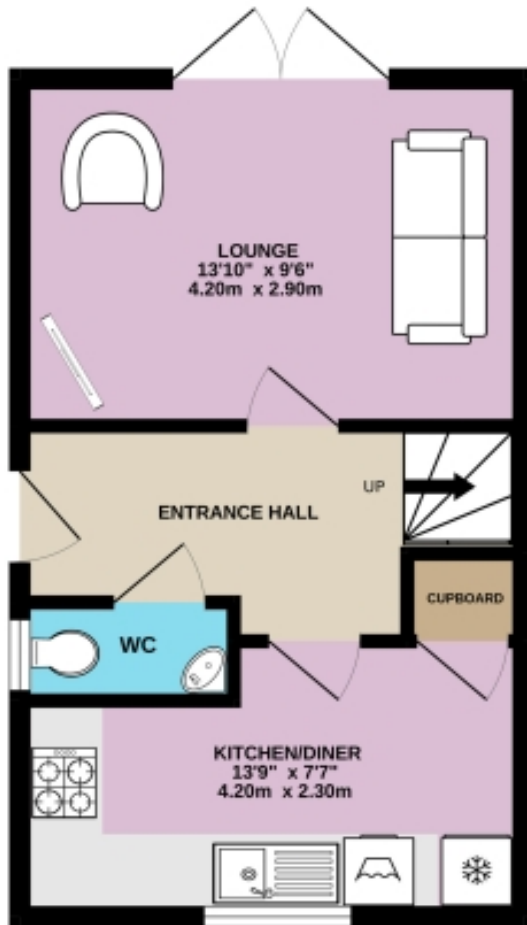 LOUNGE
13'10" x 9'6"
4.20m x 2.90m
UP
ENTRANCE HALL
CUPBOARD
WC
KITCHEN/DINER
13'9" x 7'7"
4.20m x 2.30m